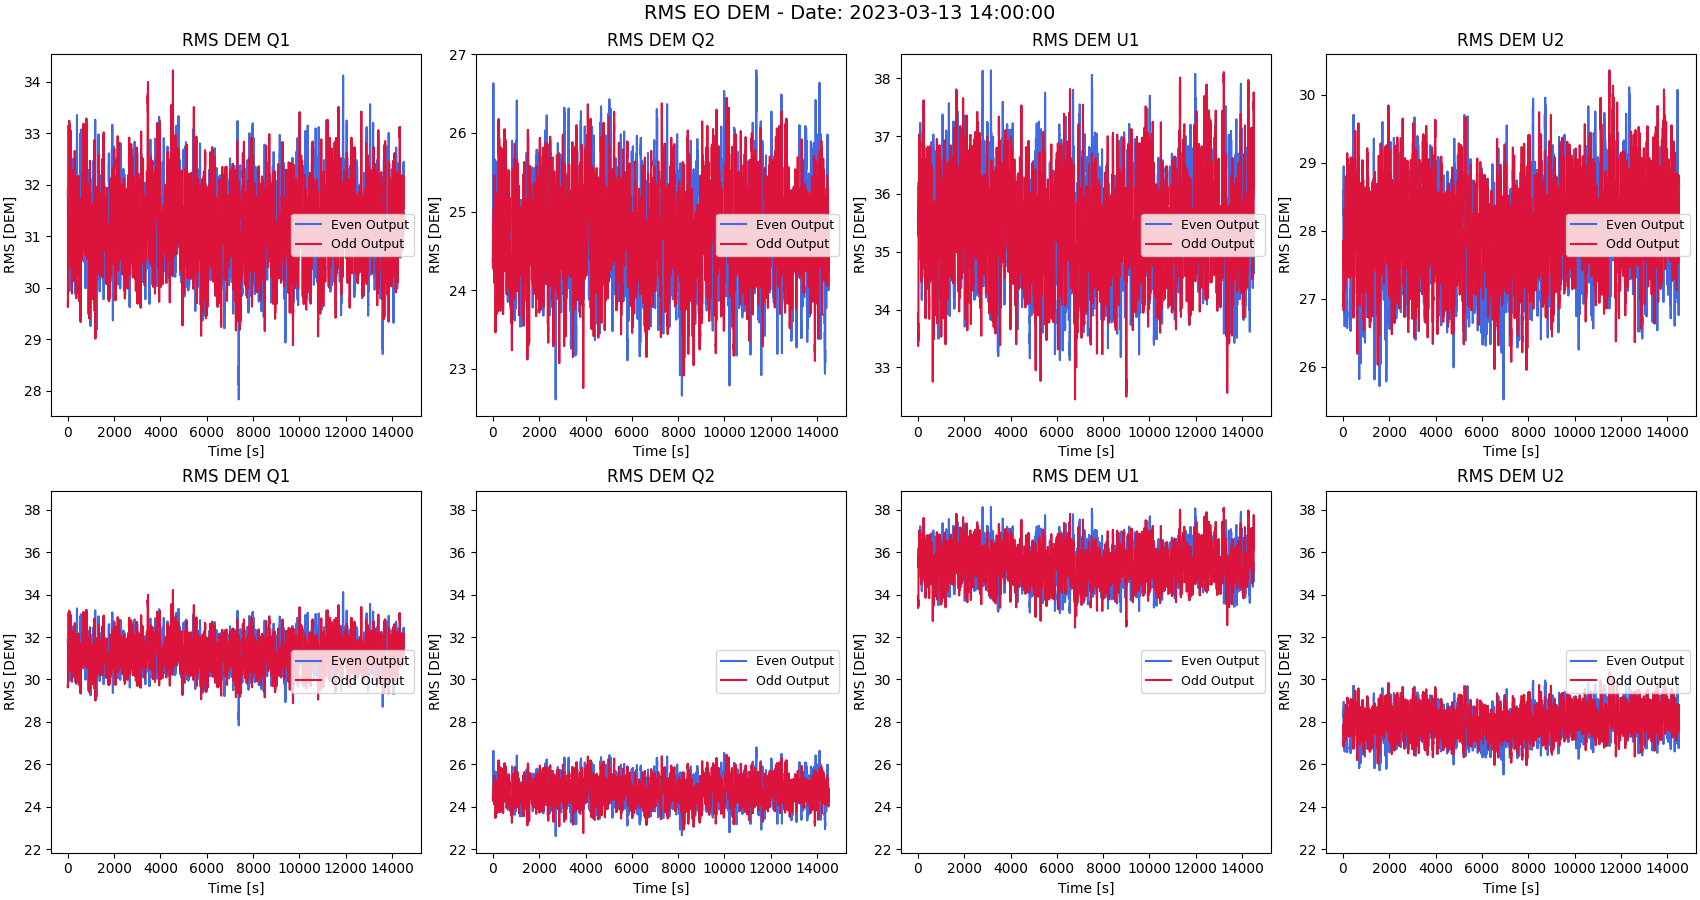 RMS EO DEM - Date: 2023-03-13 14:00:00
RMS DEM Q1
RMS [DEM]
34
33
32
31
30
29
28
Even Output
Odd Output
0 2000 4000 6000 8000 10000 12000 14000
Time [s]
RMS DEM Q2
RMS [DEM]
27
26
25
24
23
Even Output
Odd Output
0 2000 4000 6000 8000 10000 12000 14000
Time [s]
RMS DEM U1
RMS [DEM]
38
37
36
35
34
33
Even Output
Odd Output
0 2000 4000 6000 8000 10000 12000 14000
Time [s]
RMS DEM U2
RMS [DEM]
30
29
28
27
26
Even Output
Odd Output
0 2000 4000 6000 8000 10000 12000 14000
Time [s]
RMS DEM Q1
RMS [DEM]
38
36
34
32
30
28
26
24
22
Even Output
Odd Output
0 2000 4000 6000 8000 10000 12000 14000
Time [s]
RMS DEM Q2
RMS [DEM]
38
36
34
32
30
28
26
24
22
Even Output
Odd Output
0 2000 4000 6000 8000 10000 12000 14000
Time [s]
RMS DEM U1
RMS [DEM]
38
36
34
32
30
28
26
24
22
Even Output
Odd Output
0 2000 4000 6000 8000 10000 12000 14000
Time [s]
RMS DEM U2
RMS [DEM]
38
36
34
32
30
28
26
24
22
Even Output
Odd Output
0 2000 4000 6000 8000 10000 12000 14000
Time [s]